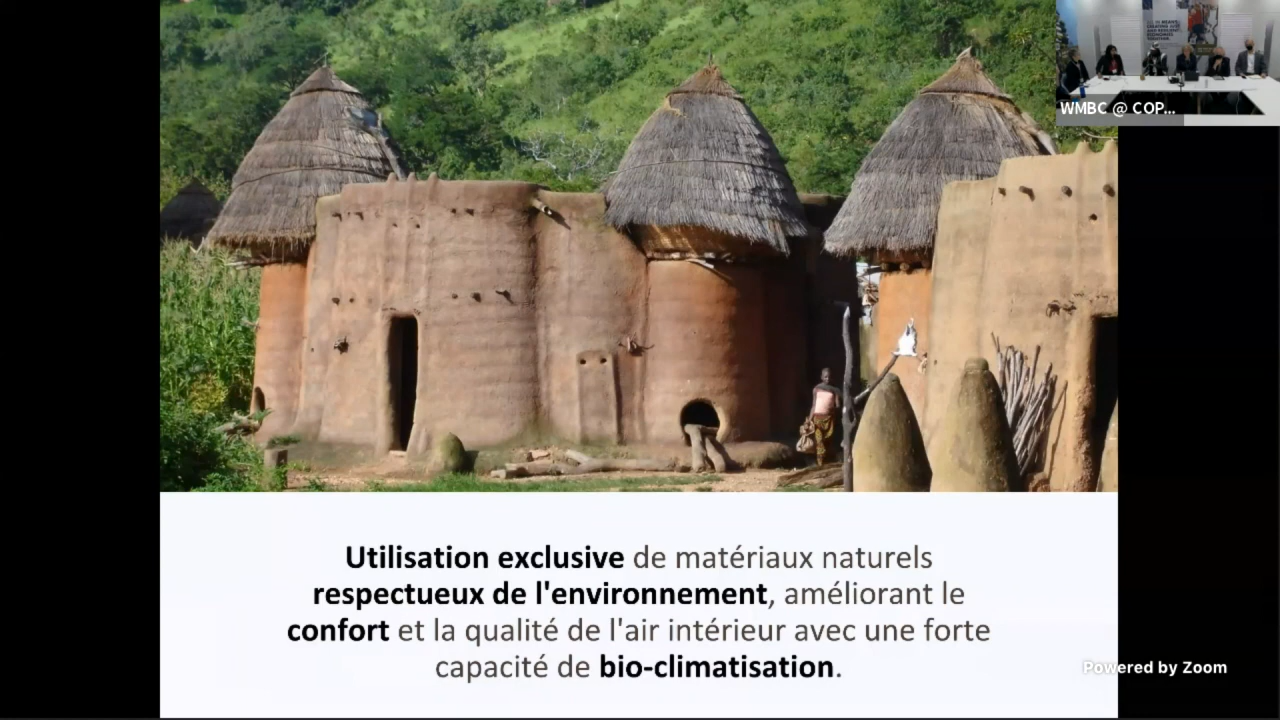 WMBC @ COP...
Utilisation exclusive de matériaux naturels
respectueux de l'environnement, améliorant le
confort et la qualité de l'air intérieur avec une forte
capacité de bio-climatisation.
Powered by Zoom